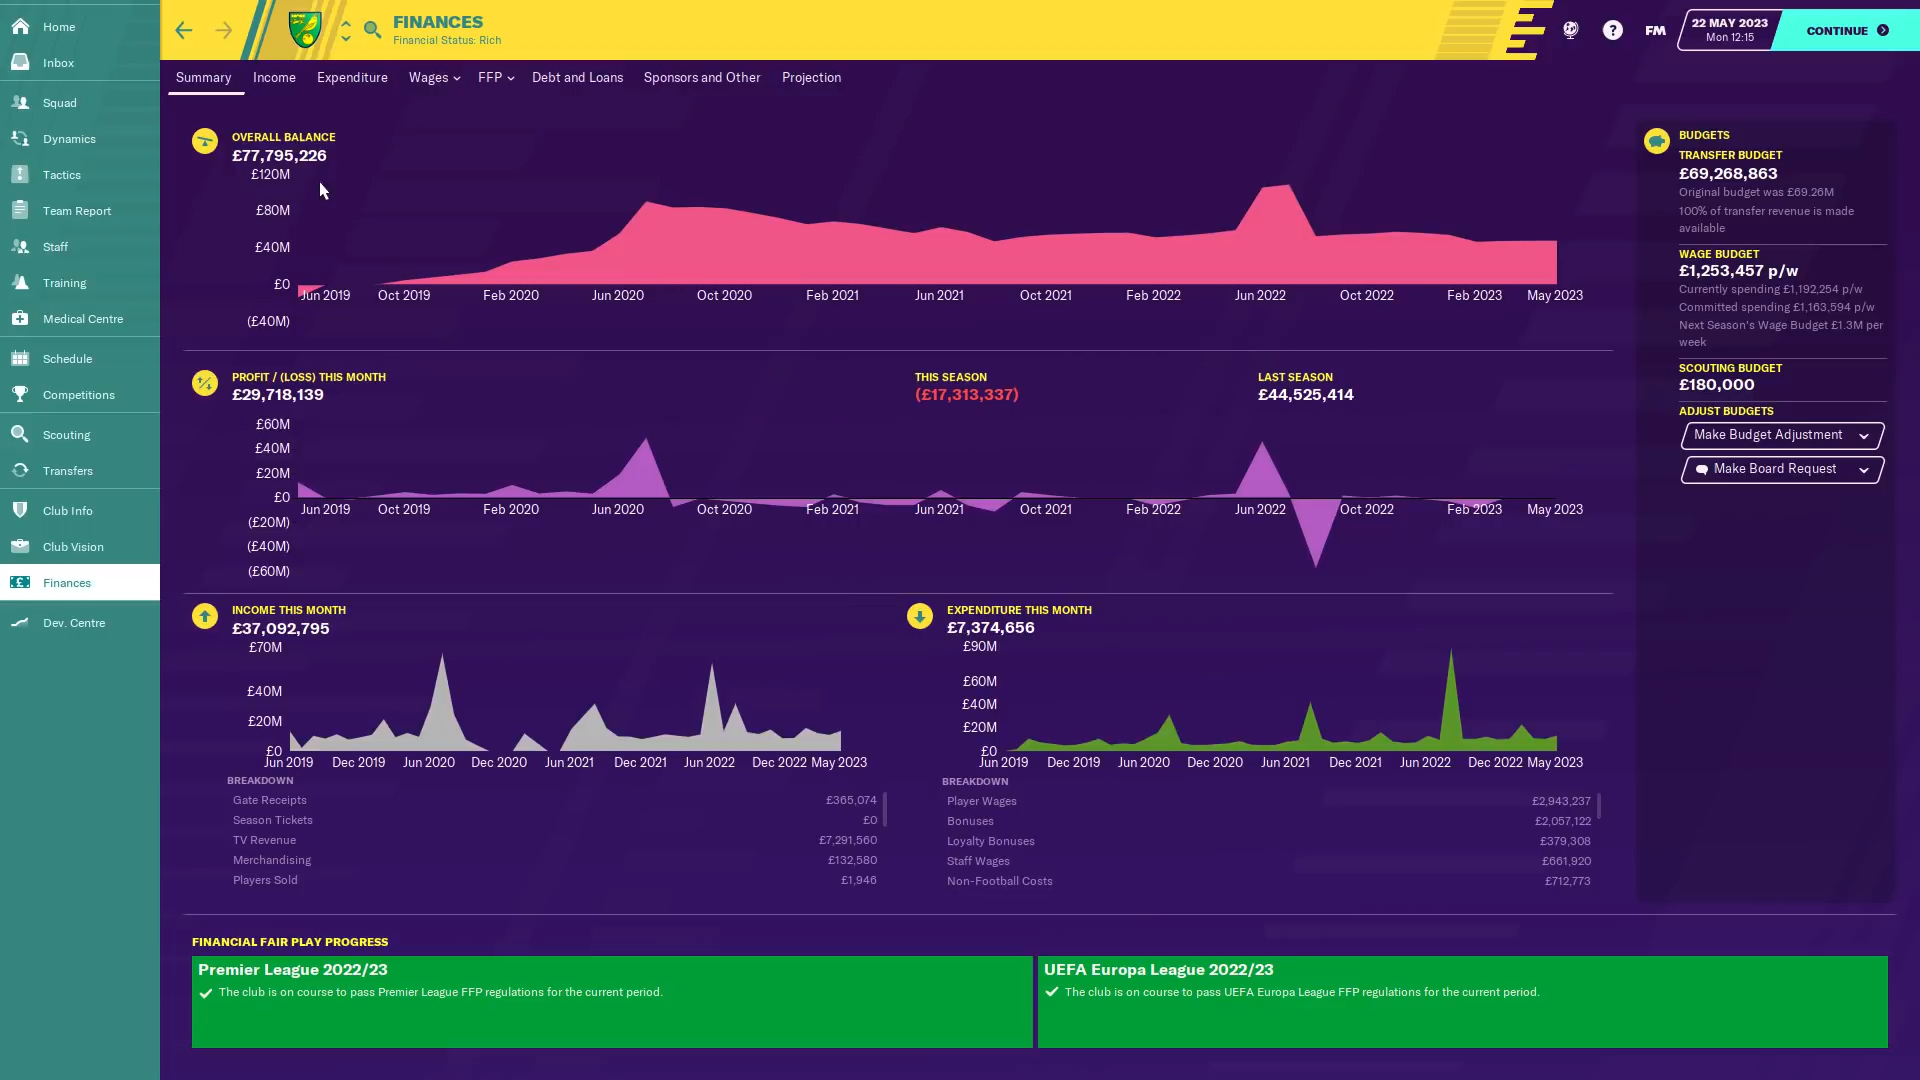 Home
Inbox
Squad
Dynamics
Tactics
Team Report
Staff
Training
Medical Centre
Schedule
Competitions
Scouting
Transfers
Club Info
Club Vision
Finances
Dev. Centre
FINANCES
Financial Status: Rich
?
FM
22 MAY 2023
Mon 12:15
CONTINUE
Summary Income Expenditure Wages FFP Debt and Loans Sponsors and Other Projection
OVERALL BALANCE
£77,795,226
£120M
£80M
£40M
£0
Jun 2019 Oct 2019 Feb 2020 Jun 2020 Oct 2020 Feb 2021 Jun 2021 Oct 2021 Feb 2022 Jun 2022 Oct 2022 Feb 2023 May 2023
(£40M)
PROFIT / (LOSS) THIS MONTH
£29,718,139
THIS SEASON
(£17,313,337)
LAST SEASON
£44,525,414
£60M
£40M
£20M
£0
Jun 2019 Oct 2019 Feb 2020 Jun 2020 Oct 2020 Feb 2021 Jun 2021 Oct 2021 Feb 2022 Jun 2022 Oct 2022 Feb 2023 May 2023
(£20M)
(£40M)
(£60M)
INCOME THIS MONTH
£37,092,795
£70M
£40M
£20M
£0
Jun 2019 Dec 2019 Jun 2020 Dec 2020 Jun 2021 Dec 2021 Jun 2022 Dec 2022 May 2023
BREAKDOWN
Gate Receipts £365,074
Season Tickets £0
TV Revenue £7,291,560
Merchandising £132,580
Players Sold £1,946
EXPENDITURE THIS MONTH
£7,374,656
£90M
£60M
£40M
£20M
£0
Jun 2019 Dec 2019 Jun 2020 Dec 2020 Jun 2021 Dec 2021 Jun 2022 Dec 2022 May 2023
BREAKDOWN
Player Wages £2,943,237
Bonuses £2,057,122
Loyalty Bonuses £379,308
Staff Wages £661,920
Non-Football Costs £712,773
BUDGETS
TRANSFER BUDGET
£69,268,863
Original budget was £69.26M
100% of transfer revenue is made
available
WAGE BUDGET
£1,253,457 p/w
Currently spending £1,192,254 p/w
Committed spending £1,163,594 p/w
Next Season's Wage Budget £1.3M per
week
SCOUTING BUDGET
£180,000
ADJUST BUDGETS
Make Budget Adjustment
Make Board Request
FINANCIAL FAIR PLAY PROGRESS
Premier League 2022/23
The club is on course to pass Premier League FFP regulations for the current period.
UEFA Europa League 2022/23
The club is on course to pass UEFA Europa League FFP regulations for the current period.